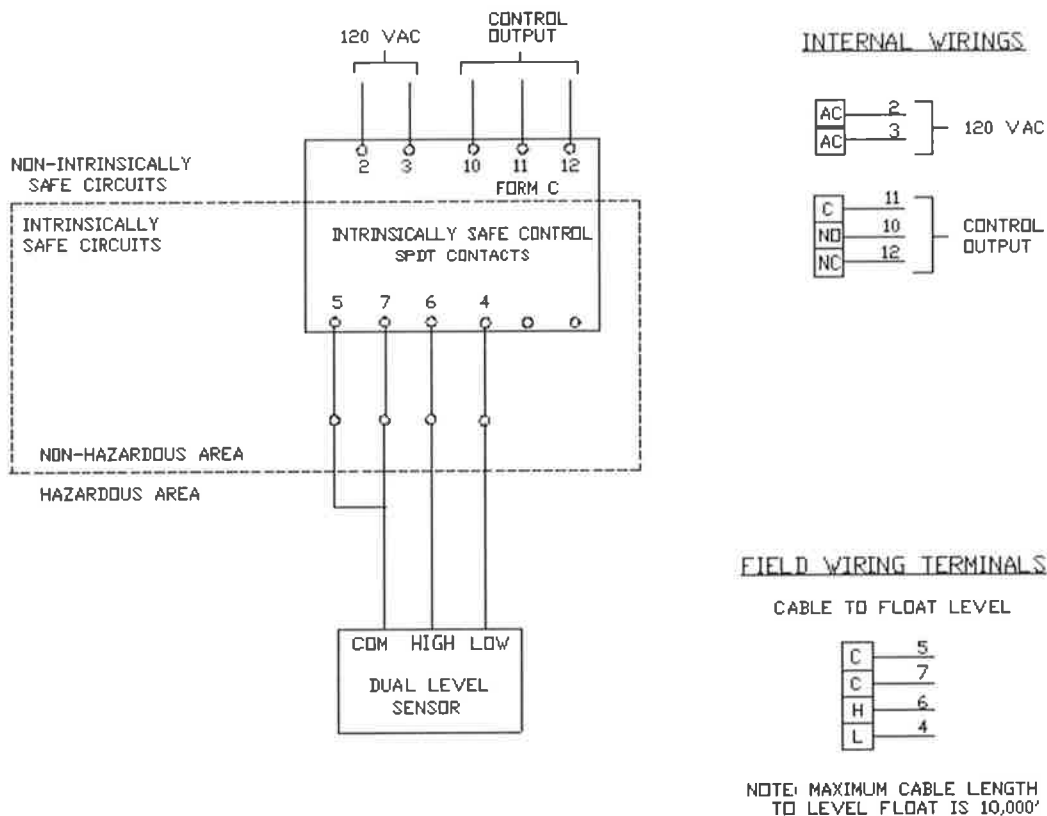 120 VAC
CONTROL
OUTPUT
2 3 10 11 12
FORM C
NON-INTRINSICALLY
SAFE CIRCUITS
INTRINSICALLY
SAFE CIRCUITS
INTRINSICALLY SAFE CONTROL
SPDT CONTACTS
5 7 6 4
NON-HAZARDOUS AREA
HAZARDOUS AREA
COM HIGH LOW
DUAL LEVEL
SENSOR
INTERNAL WIRINGS
AC 2
AC 3
120 VAC
C 11
NO 10
NC 12
CONTROL
OUTPUT
FIELD WIRING TERMINALS
CABLE TO FLOAT LEVEL
C 5
C 7
H 6
L 4
NOTE: MAXIMUM CABLE LENGTH
TO LEVEL FLOAT IS 10,000'